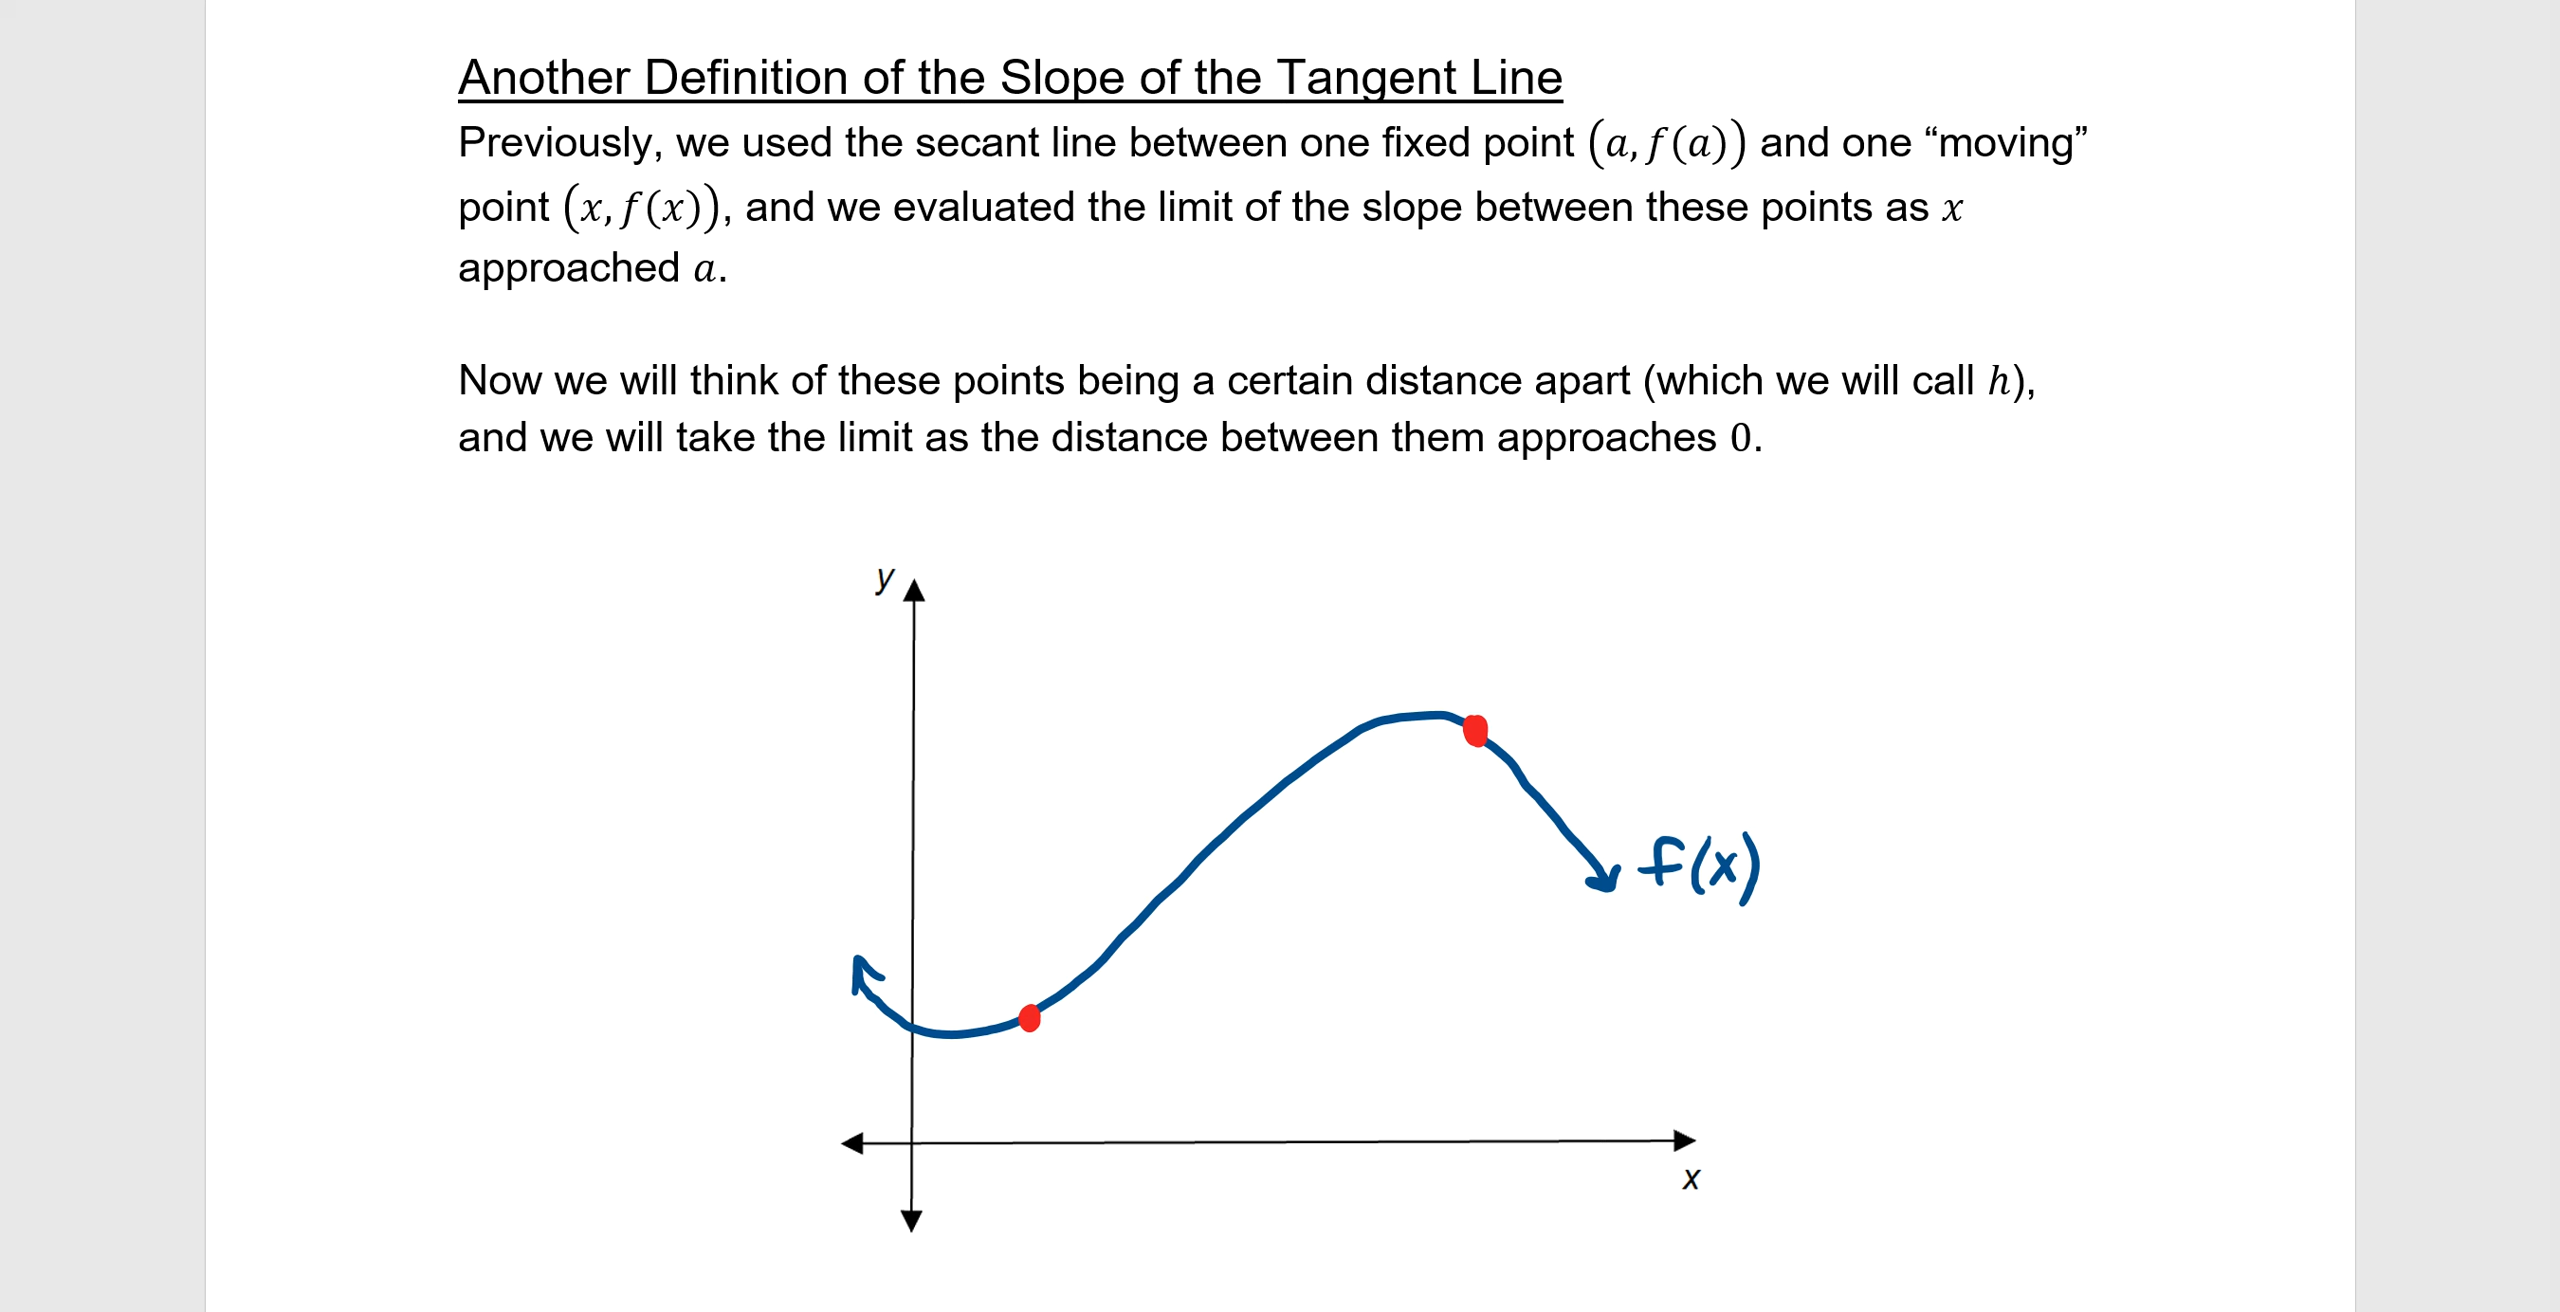 Another Definition of the Slope of the Tangent Line
Previously, we used the secant line between one fixed point (a, f(a)) and one “moving”
point (x, f(x)), and we evaluated the limit of the slope between these points as x
approached a.
Now we will think of these points being a certain distance apart (which we will call h),
and we will take the limit as the distance between them approaches 0.
y
f(x)
x